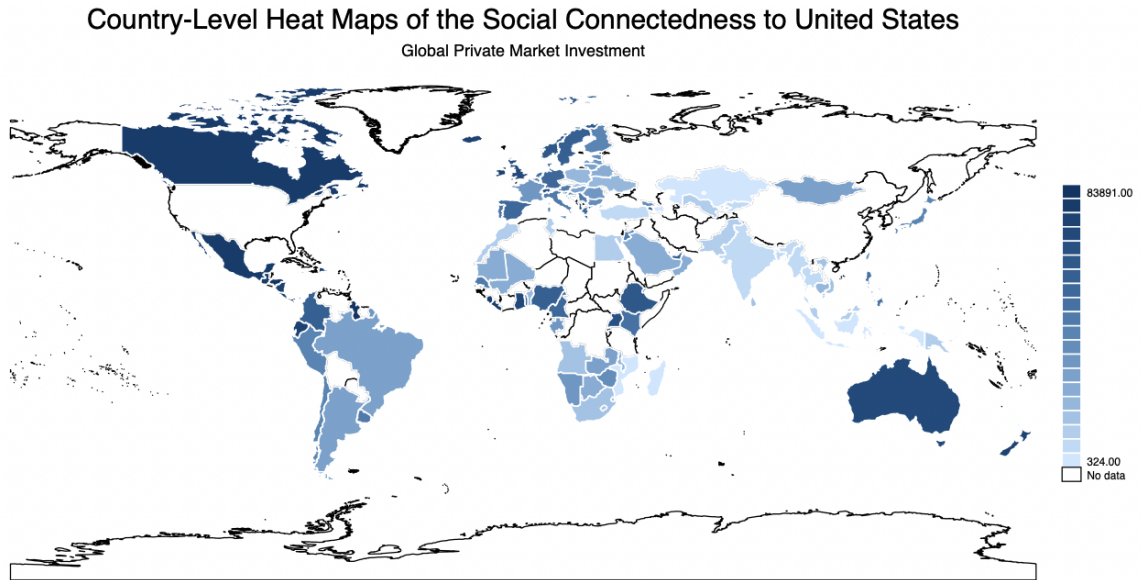 Country-Level Heat Maps of the Social Connectedness to United States
Global Private Market Investment
83891.00
324.00
No data